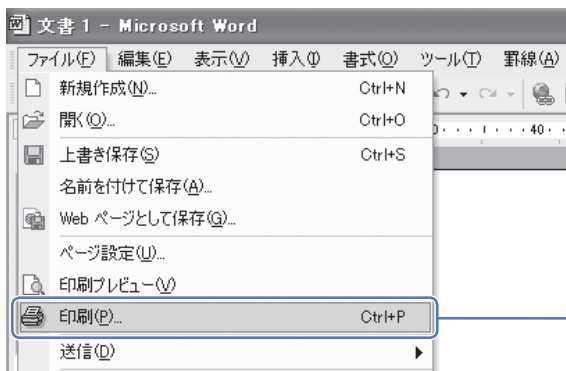 文書 1 - Microsoft Word
ファイル(F) 編集(E) 表示(V) 挿入(I) 書式(O) ツール(T) 罫線(A)
新規作成(N)... Ctrl+N
開く(O)... Ctrl+O
上書き保存(S) Ctrl+S
40
名前を付けて保存(A)...
Web ページとして保存(G)...
ページ設定(U)...
印刷プレビュー(V)
印刷(P)... Ctrl+P
送信(D)